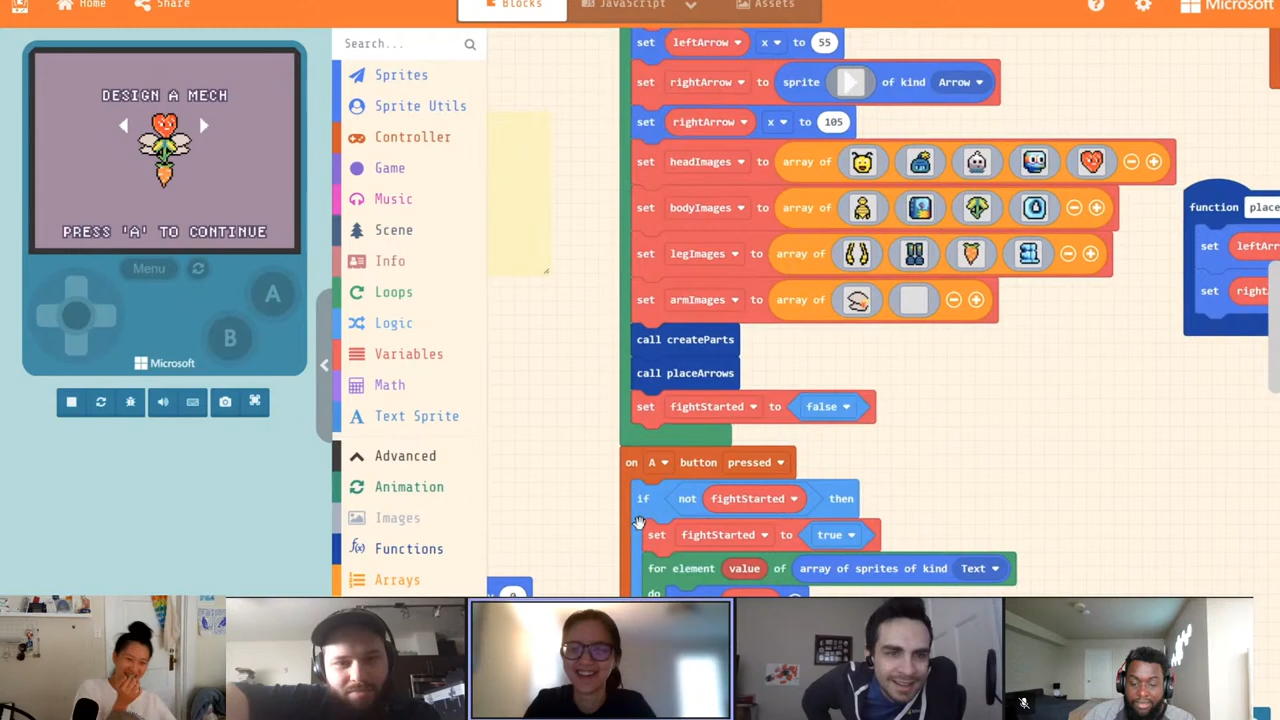 Home Share Blocks JavaScript Assets Microsoft
DESIGN A MECH
PRESS 'A' TO CONTINUE
Menu
A
B
Microsoft
Search...
Sprites
Sprite Utils
Controller
Game
Music
Scene
Info
Loops
Logic
Variables
Math
Text Sprite
Advanced
Animation
Images
Functions
Arrays
set leftArrow x to 55
set rightArrow to sprite of kind Arrow
set rightArrow x to 105
set headImages to array of
set bodyImages to array of
set legImages to array of
set armImages to array of
call createParts
call placeArrows
set fightStarted to false
on A button pressed
if not fightStarted then
set fightStarted to true
for element value of array of sprites of kind Text
do
function place
set leftArr
set right